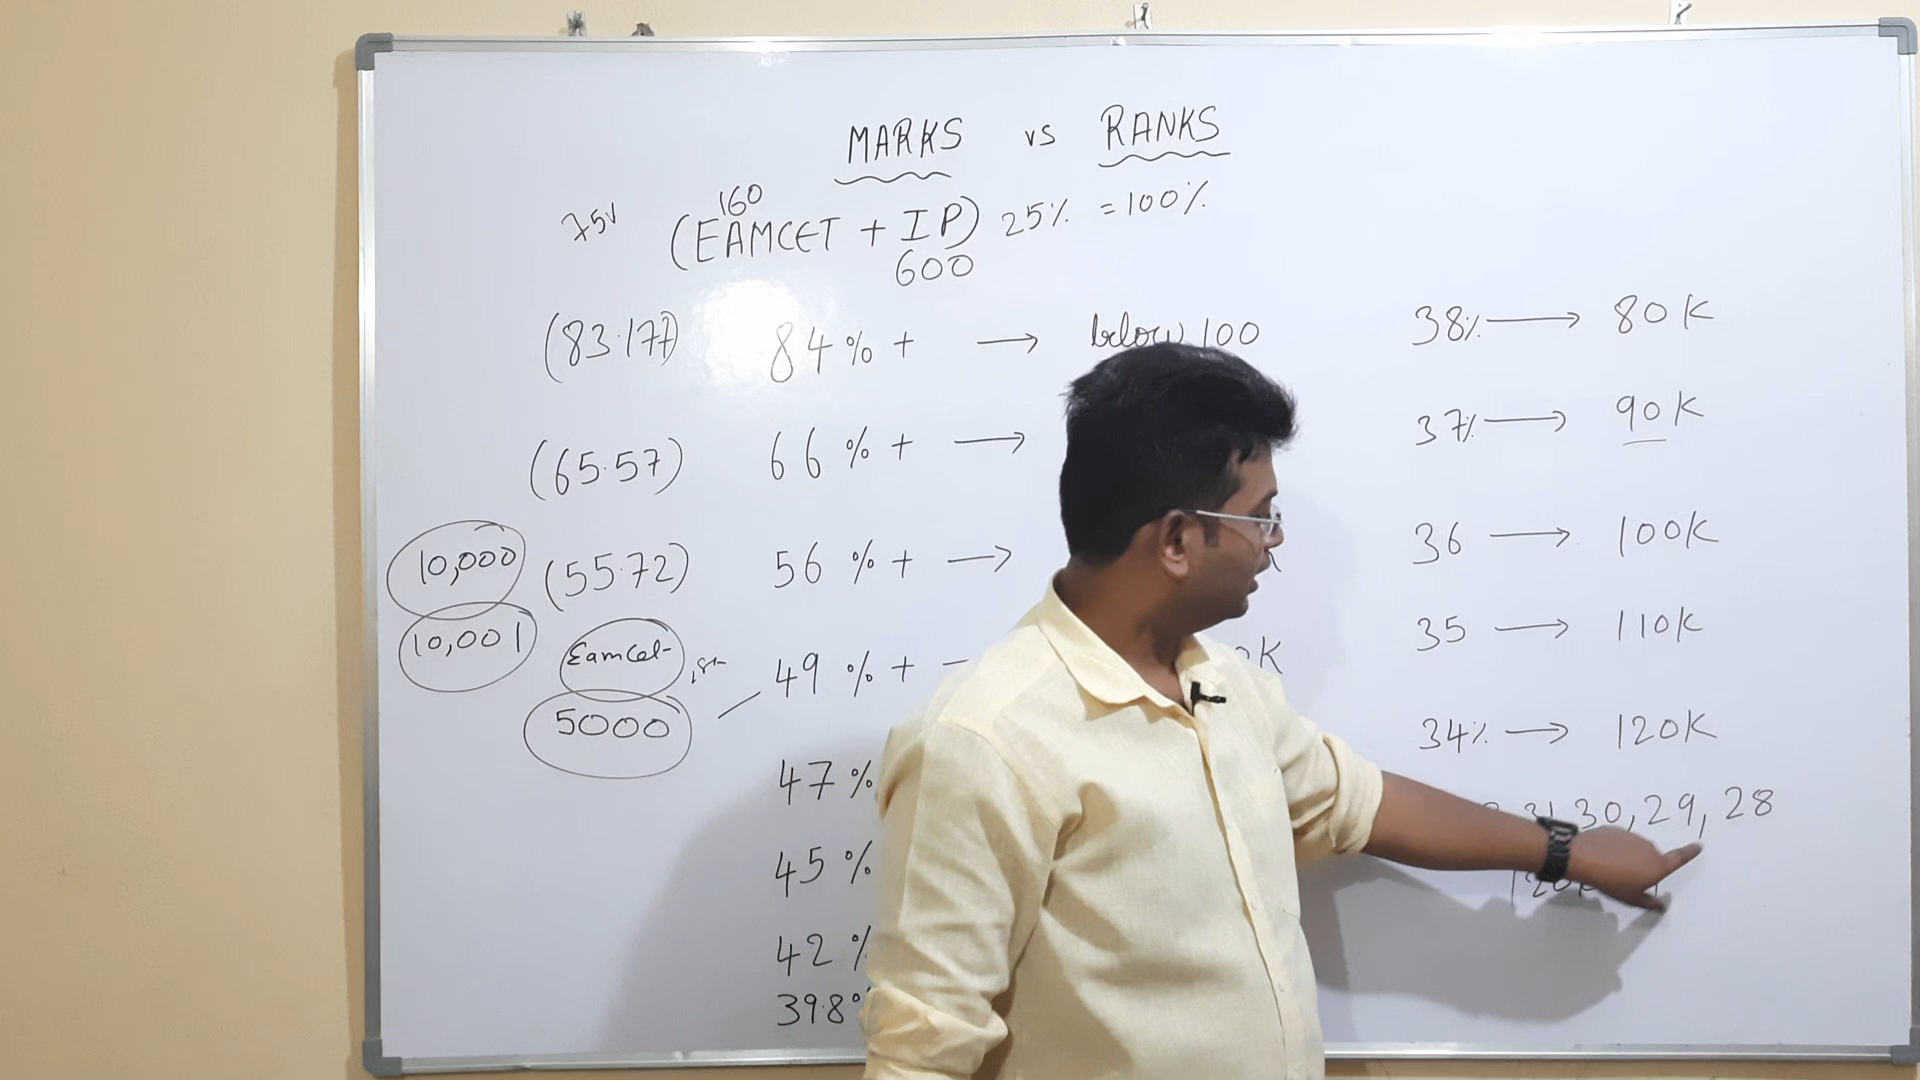 MARKS vs RANKS
160
75% (EAMCET + IP) 25% = 100%
600
(83.177) 84% + → below 100
(65.57) 66% + →
10,000 (55.72) 56% + →
10,001 Eamcet 49% +
5000
47%
45%
42%
39.8%
38% → 80K
37% → 90K
36 → 100K
35 → 110K
34% → 120K
31, 30, 29, 28